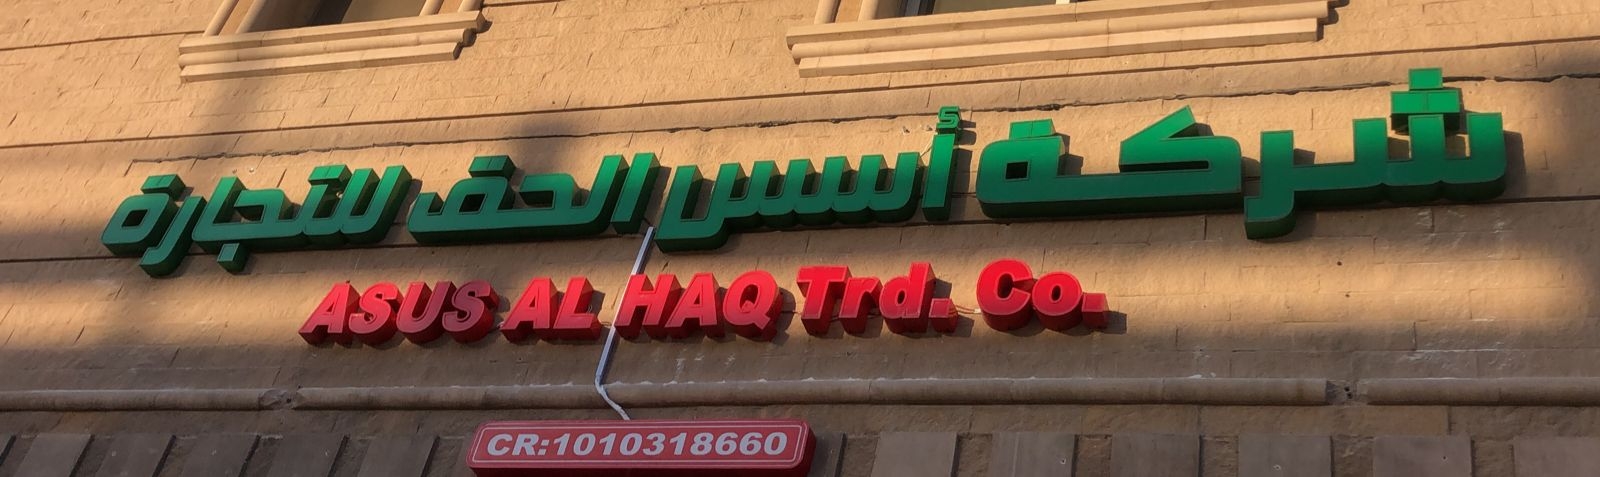 شركة أسس الحق للتجارة
ASUS AL HAQ Trd. Co.
CR:1010318660